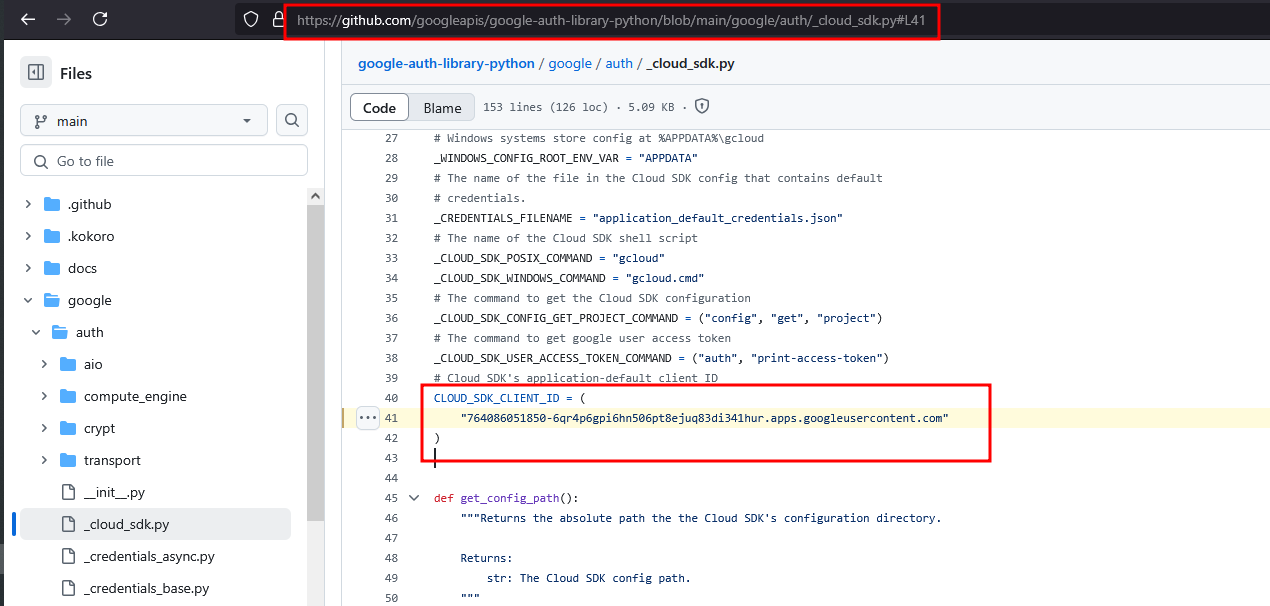 https://github.com/googleapis/google-auth-library-python/blob/main/google/auth/_cloud_sdk.py#L41
Files
main
Go to file
.github
.kokoro
docs
google
auth
aio
compute_engine
crypt
transport
__init__.py
_cloud_sdk.py
_credentials_async.py
_credentials_base.py
google-auth-library-python / google / auth / _cloud_sdk.py
Code Blame 153 lines (126 loc) · 5.09 KB ·
27 # Windows systems store config at %APPDATA%\gcloud
28 _WINDOWS_CONFIG_ROOT_ENV_VAR = "APPDATA"
29 # The name of the file in the Cloud SDK config that contains default
30 # credentials.
31 _CREDENTIALS_FILENAME = "application_default_credentials.json"
32 # The name of the Cloud SDK shell script
33 _CLOUD_SDK_POSIX_COMMAND = "gcloud"
34 _CLOUD_SDK_WINDOWS_COMMAND = "gcloud.cmd"
35 # The command to get the Cloud SDK configuration
36 _CLOUD_SDK_CONFIG_GET_PROJECT_COMMAND = ("config", "get", "project")
37 # The command to get google user access token
38 _CLOUD_SDK_USER_ACCESS_TOKEN_COMMAND = ("auth", "print-access-token")
39 # Cloud SDK's application-default client ID
40 CLOUD_SDK_CLIENT_ID = (
41 "764086051850-6qr4p6gpi6hn506pt8ejuq83di341hur.apps.googleusercontent.com"
42 )
43
44
45 def get_config_path():
46 """Returns the absolute path the the Cloud SDK's configuration directory.
47
48 Returns:
49 str: The Cloud SDK config path.
50 """